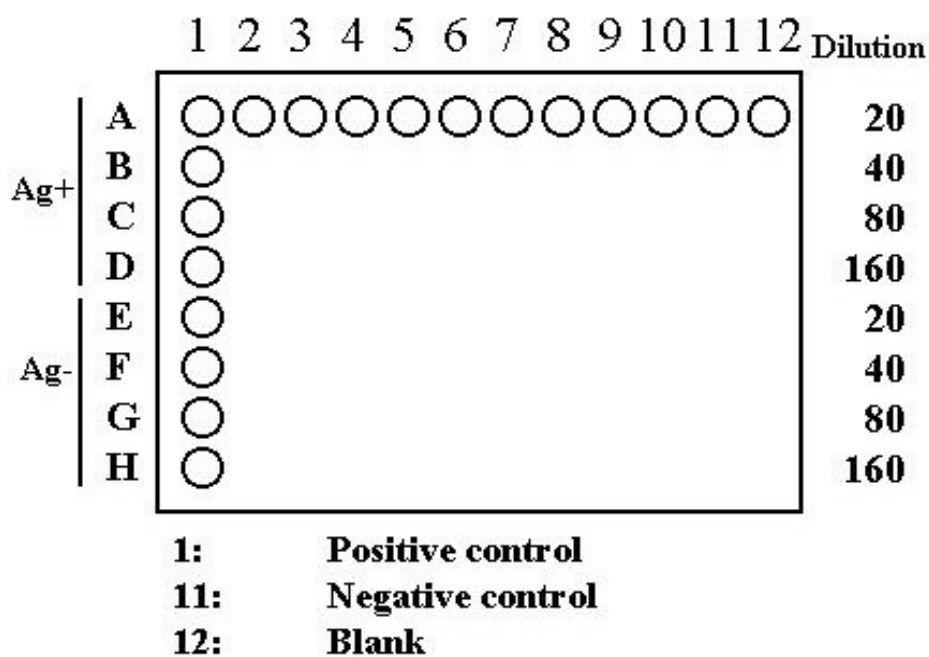 1 2 3 4 5 6 7 8 9 10 11 12 Dilution
A 20
B 40
Ag+
C 80
D 160
E 20
Ag- F 40
G 80
H 160
1: Positive control
11: Negative control
12: Blank